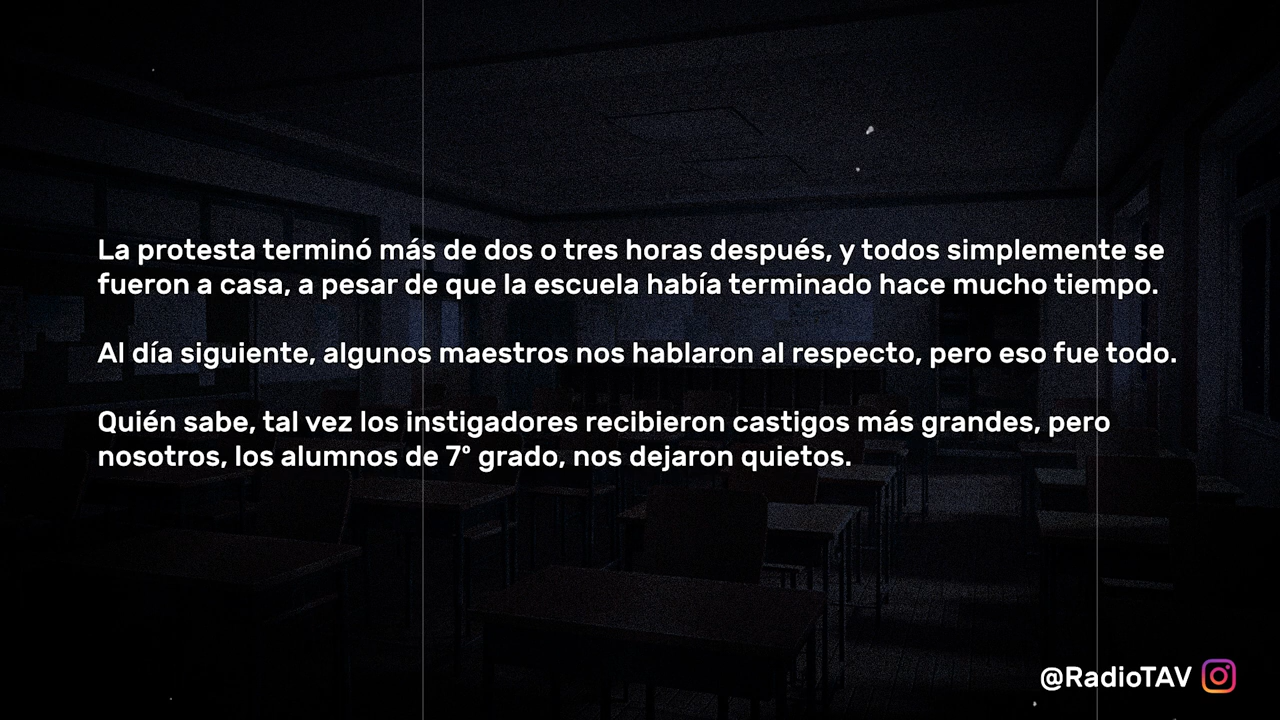 La protesta terminó más de dos o tres horas después, y todos simplemente se
fueron a casa, a pesar de que la escuela había terminado hace mucho tiempo.
Al día siguiente, algunos maestros nos hablaron al respecto, pero eso fue todo.
Quién sabe, tal vez los instigadores recibieron castigos más grandes, pero
nosotros, los alumnos de 7° grado, nos dejaron quietos.
@RadioTAV